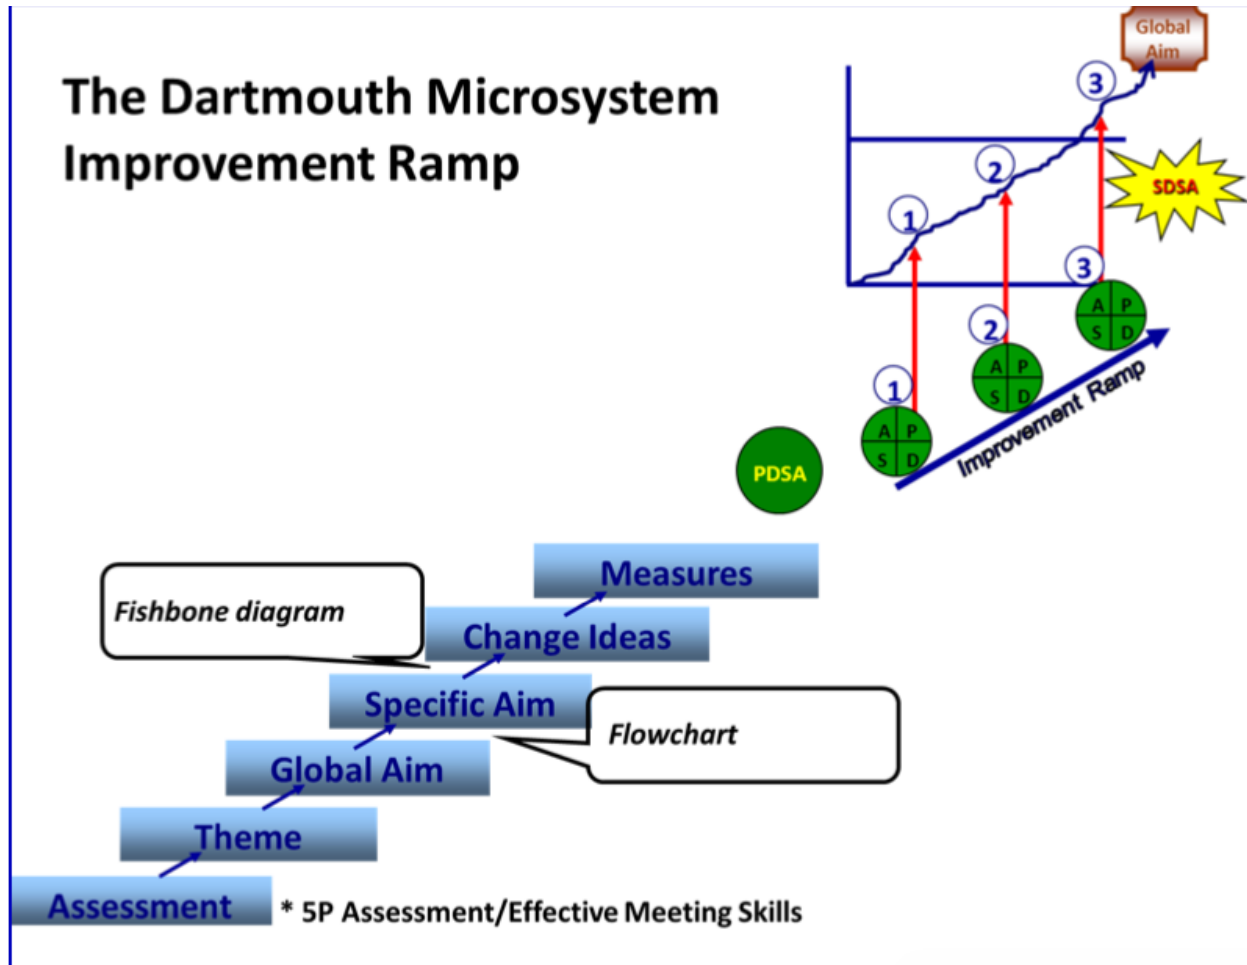 The Dartmouth Microsystem
Improvement Ramp
Global
Aim
3
2
1
SDSA
3
A P
S D
2
A P
S D
1
A P
S D
Improvement Ramp
PDSA
Measures
Fishbone diagram
Change Ideas
Specific Aim
Flowchart
Global Aim
Theme
Assessment * 5P Assessment/Effective Meeting Skills